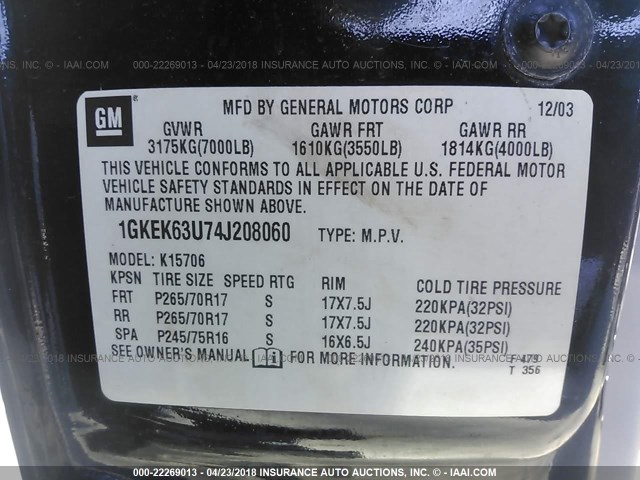 000-22269013 - 04/23/2018 INSURANCE AUTO AUCTIONS, INC. - IAAI.COM
GM
MFD BY GENERAL MOTORS CORP 12/03
GVWR GAWR FRT GAWR RR
3175KG(7000LB) 1610KG(3550LB) 1814KG(4000LB)
THIS VEHICLE CONFORMS TO ALL APPLICABLE U.S. FEDERAL MOTOR
VEHICLE SAFETY STANDARDS IN EFFECT ON THE DATE OF
MANUFACTURE SHOWN ABOVE.
1GKEK63U74J208060 TYPE: M.P.V.
MODEL: K15706
KPSN TIRE SIZE SPEED RTG RIM COLD TIRE PRESSURE
FRT P265/70R17 S 17X7.5J 220KPA(32PSI)
RR P265/70R17 S 17X7.5J 220KPA(32PSI)
SPA P245/75R16 S 16X6.5J 240KPA(35PSI)
SEE OWNER'S MANUAL FOR MORE INFORMATION. F 479
T 356
000-22269013 - 04/23/2018 INSURANCE AUTO AUCTIONS, INC. - IAAI.COM